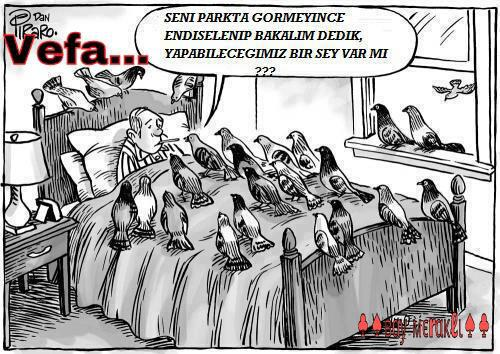 DAN
PIRARO.
Vefa...
SENI PARKTA GORMEYINCE
ENDISELENIP BAKALIM DEDIK,
YAPABILECEGIMIZ BIR SEY VAR MI
???